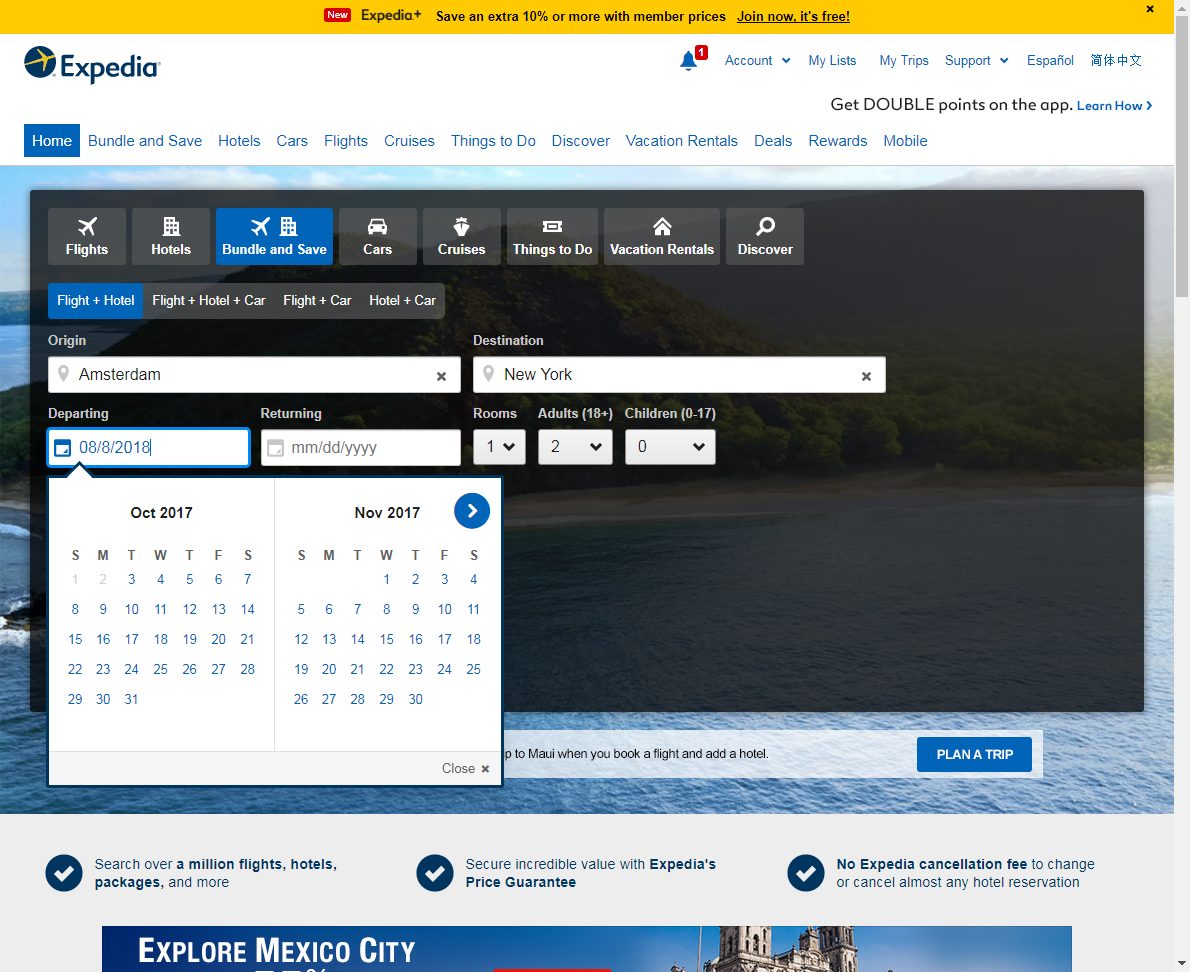 New Expedia+ Save an extra 10% or more with member prices Join now, it's free!
Expedia
1 Account My Lists My Trips Support Español 简体中文
Get DOUBLE points on the app. Learn How
Home Bundle and Save Hotels Cars Flights Cruises Things to Do Discover Vacation Rentals Deals Rewards Mobile
Flights Hotels Bundle and Save Cars Cruises Things to Do Vacation Rentals Discover
Flight + Hotel Flight + Hotel + Car Flight + Car Hotel + Car
Origin Destination
Amsterdam New York
Departing Returning Rooms Adults (18+) Children (0-17)
08/8/2018 mm/dd/yyyy 1 2 0
Oct 2017 Nov 2017
S M T W T F S S M T W T F S
1 2 3 4 5 6 7 1 2 3 4
8 9 10 11 12 13 14 5 6 7 8 9 10 11
15 16 17 18 19 20 21 12 13 14 15 16 17 18
22 23 24 25 26 27 28 19 20 21 22 23 24 25
29 30 31 26 27 28 29 30
p to Maui when you book a flight and add a hotel. PLAN A TRIP
Close
Search over a million flights, hotels, packages, and more
Secure incredible value with Expedia's Price Guarantee
No Expedia cancellation fee to change or cancel almost any hotel reservation
EXPLORE MEXICO CITY